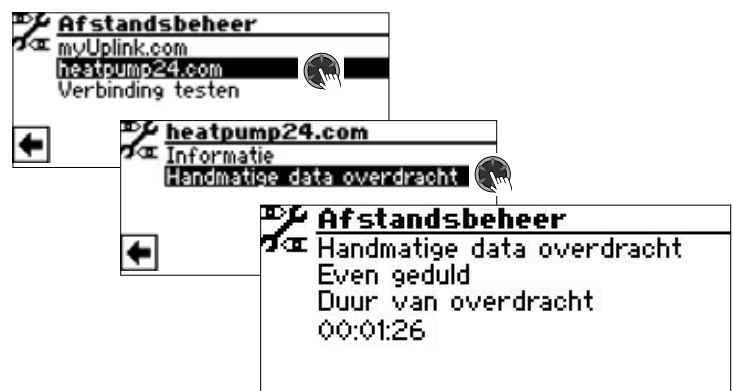 Afstandsbeheer
myUplink.com
heatpump24.com
Verbinding testen
heatpump24.com
Informatie
Handmatige data overdracht
Afstandsbeheer
Handmatige data overdracht
Even geduld
Duur van overdracht
00:01:26